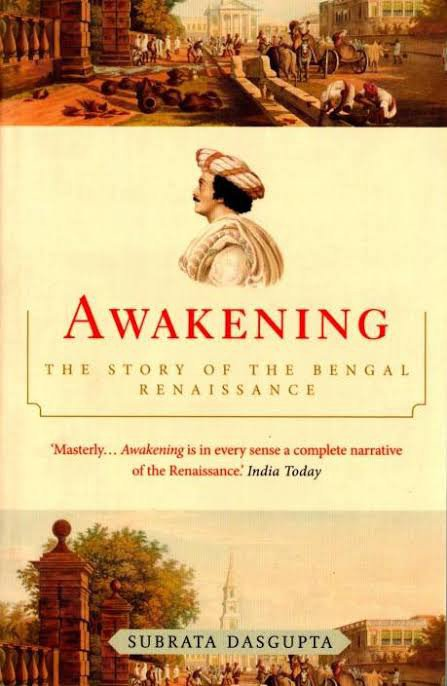 AWAKENING
THE STORY OF THE BENGAL
RENAISSANCE
‘Masterly… Awakening is in every sense a complete narrative
of the Renaissance.’ India Today
SUBRATA DASGUPTA